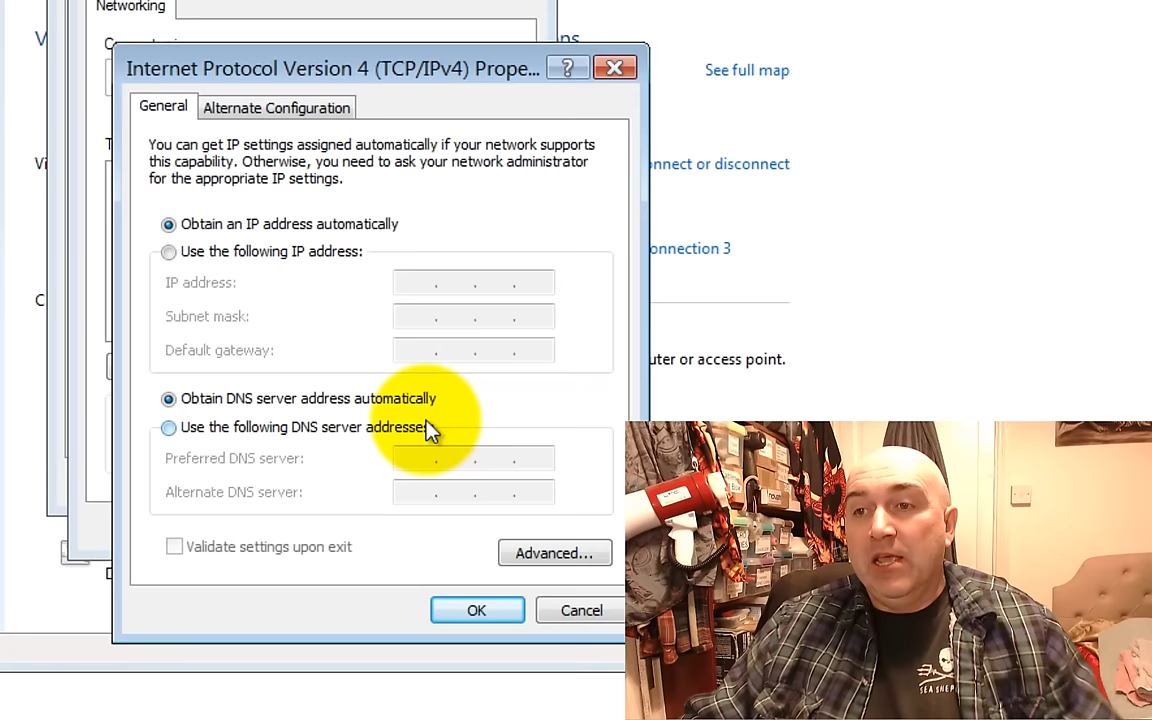 Networking
See full map
Internet Protocol Version 4 (TCP/IPv4) Prope...
?
General
Alternate Configuration
You can get IP settings assigned automatically if your network supports
this capability. Otherwise, you need to ask your network administrator
for the appropriate IP settings.
onnect or disconnect
Obtain an IP address automatically
Use the following IP address:
onnection 3
IP address:
Subnet mask:
Default gateway:
uter or access point.
Obtain DNS server address automatically
Use the following DNS server addresses
Preferred DNS server:
Alternate DNS server:
Validate settings upon exit
Advanced...
OK
Cancel
SEA SHEP